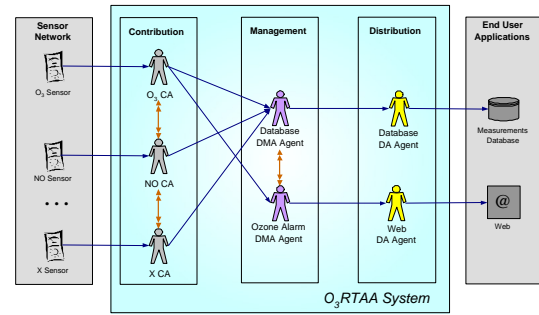 Sensor
Network
Contribution
Management
Distribution
End User
Applications
O₃ Sensor
O₃ CA
Database
DMA Agent
Database
DA Agent
Measurements
Database
NO Sensor
NO CA
• • •
X Sensor
X CA
Ozone Alarm
DMA Agent
Web
DA Agent
@
Web
O₃RTAA System